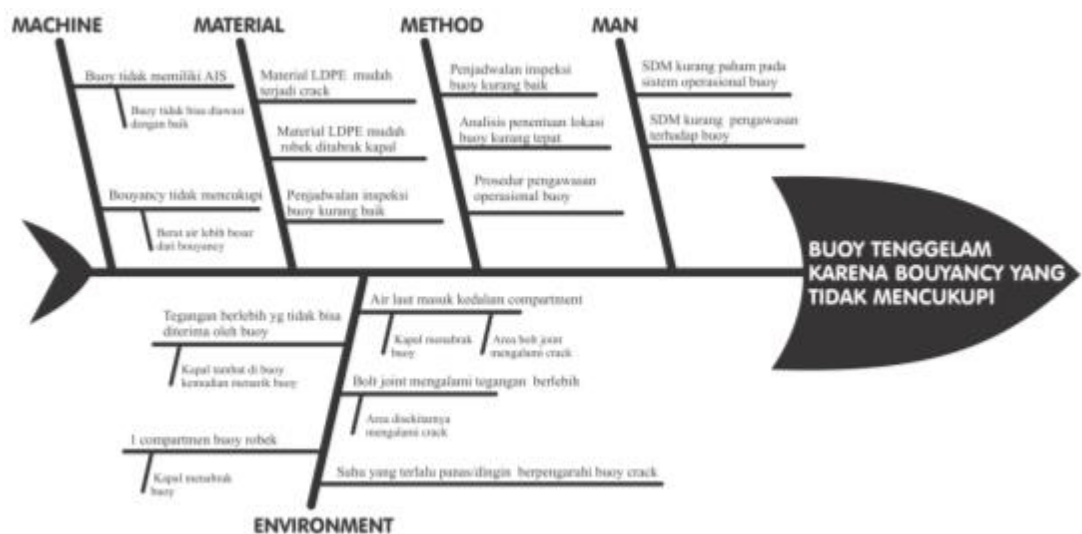 MACHINE
MATERIAL
METHOD
MAN
Buoy tidak memiliki AIS
Buoy tidak bisa diawasi
dengan baik
Bouyancy tidak mencukupi
Berat air lebih besar
dari bouyancy
Material LDPE mudah
terjadi crack
Material LDPE mudah
robek ditabrak kapal
Penjadwalan inspeksi
buoy kurang baik
Penjadwalan inspeksi
buoy kurang baik
Analisis penentuan lokasi
buoy kurang tepat
Prosedur pengawasan
operasional buoy
SDM kurang paham pada
sistem operasional buoy
SDM kurang pengawasan
terhadap buoy
BUOY TENGGELAM
KARENA BOUYANCY YANG
TIDAK MENCUKUPI
Tegangan berlebih yg tidak bisa
diterima oleh buoy
Kapal tambat di buoy
kemudian menarik buoy
1 compartmen buoy robek
Kapal menabrak
buoy
Air laut masuk kedalam compartment
Kapal menabrak
buoy
Area bolt joint
mengalami crack
Bolt joint mengalami tegangan berlebih
Area disekitarnya
mengalami crack
Suhu yang terlalu panas/dingin berpengaruhi buoy crack
ENVIRONMENT